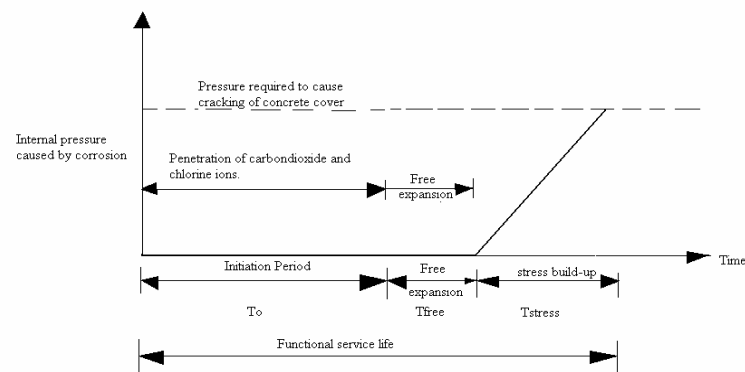 Pressure required to cause
cracking of concrete cover
Internal pressure
caused by corrosion
Penetration of carbondioxide and
chlorine ions.
Free
expansion
Time
Initiation Period
Free
expansion
stress build-up
To
Tfree
Tstress
Functional service life